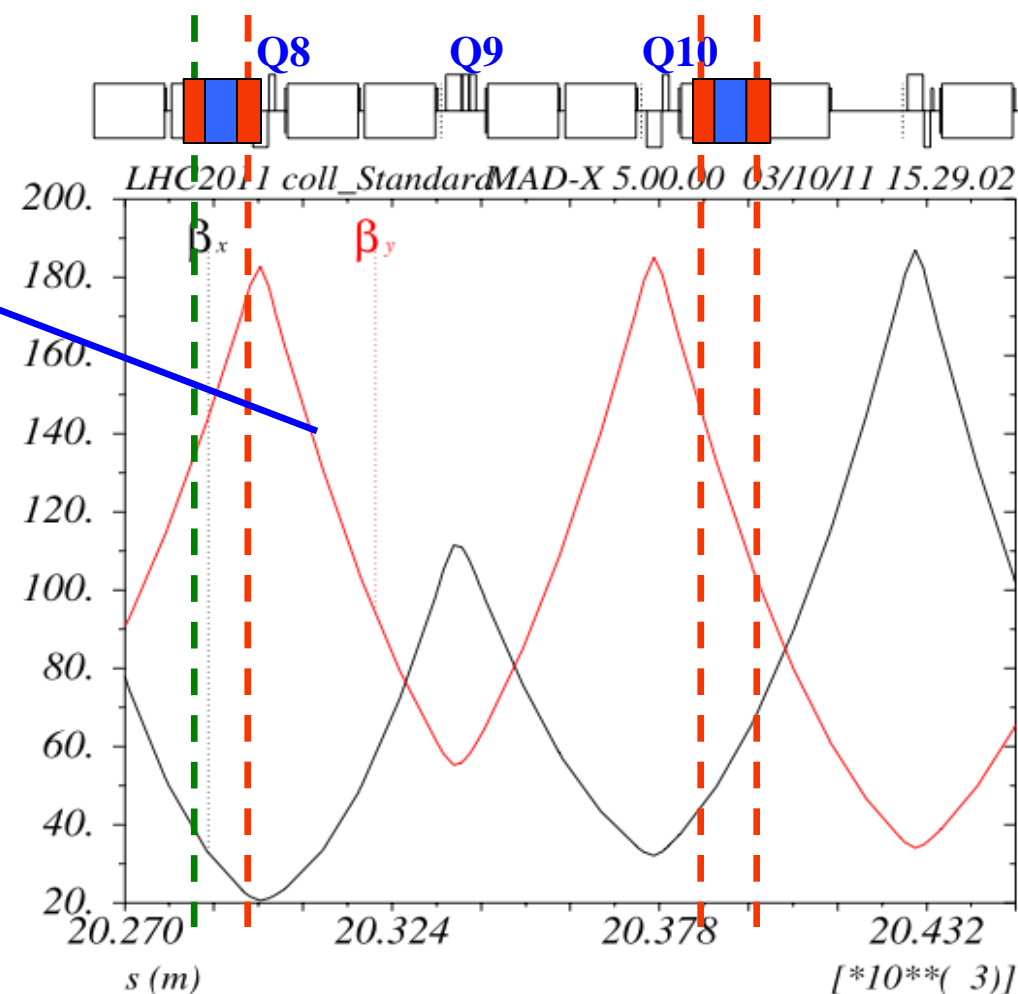 Q8 Q9 Q10
LHC2011 coll_Standard MAD-X 5.00.00 03/10/11 15.29.02
200.
βx βy
180.
160.
140.
120.
100.
80.
60.
40.
20.
20.270 20.324 20.378 20.432
s (m) [*10**( 3)]